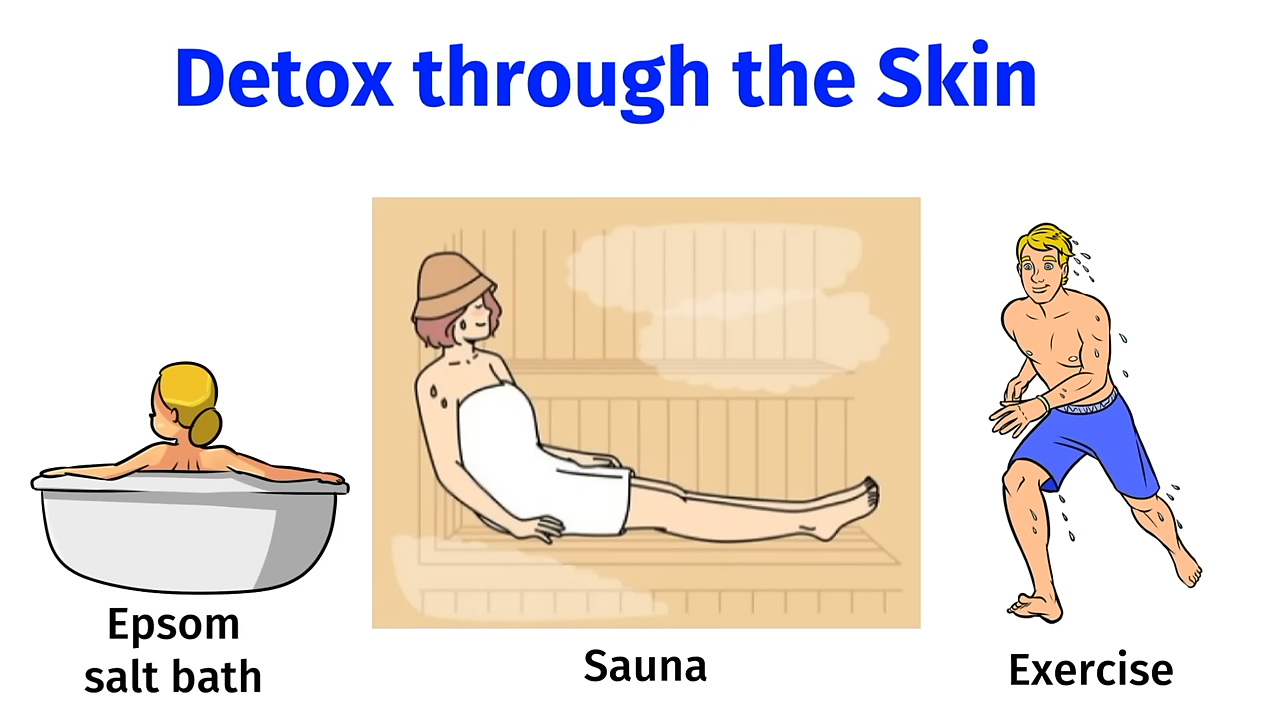 Detox through the Skin
Epsom
salt bath
Sauna
Exercise